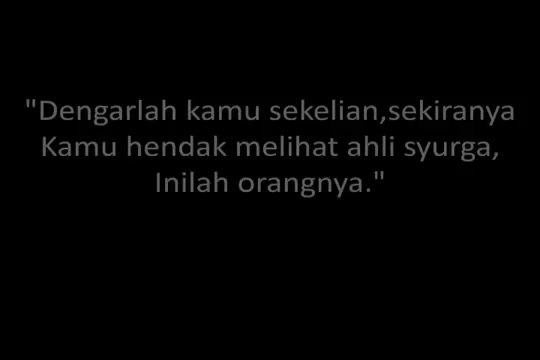 "Dengarlah kamu sekelian,sekiranya
Kamu hendak melihat ahli syurga,
Inilah orangnya."